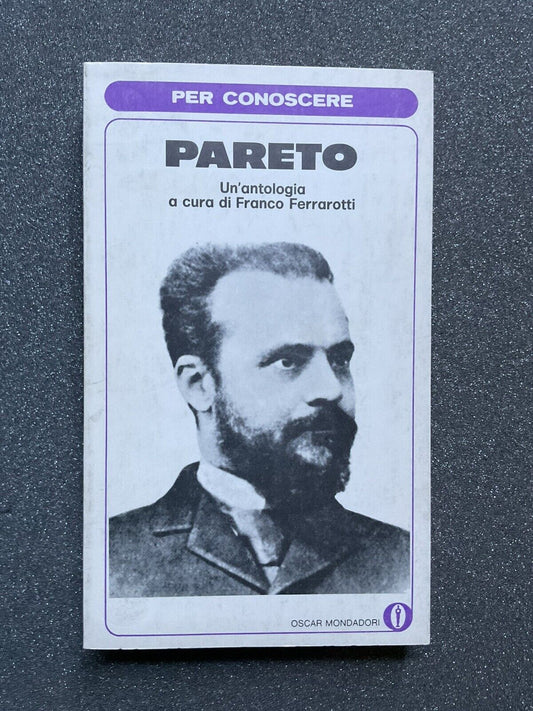 PER CONOSCERE
PARETO
Un'antologia
a cura di Franco Ferrarotti
OSCAR MONDADORI